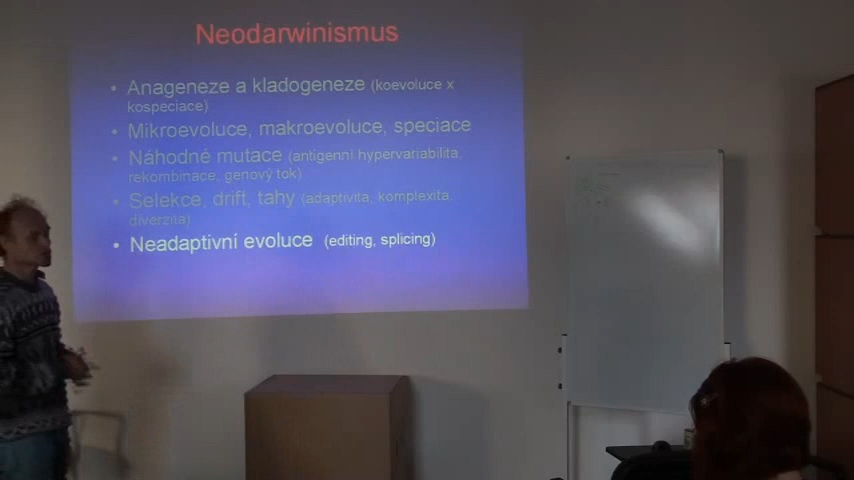 Neodarwinismus
• Anageneze a kladogeneze (koevoluce x
kospeciace)
• Mikroevoluce, makroevoluce, speciace
• Náhodné mutace (antigenní hypervariabilita,
rekombinace, genový tok)
• Selekce, drift, tahy (adaptivita, komplexita,
diverzita)
• Neadaptivní evoluce (editing, splicing)